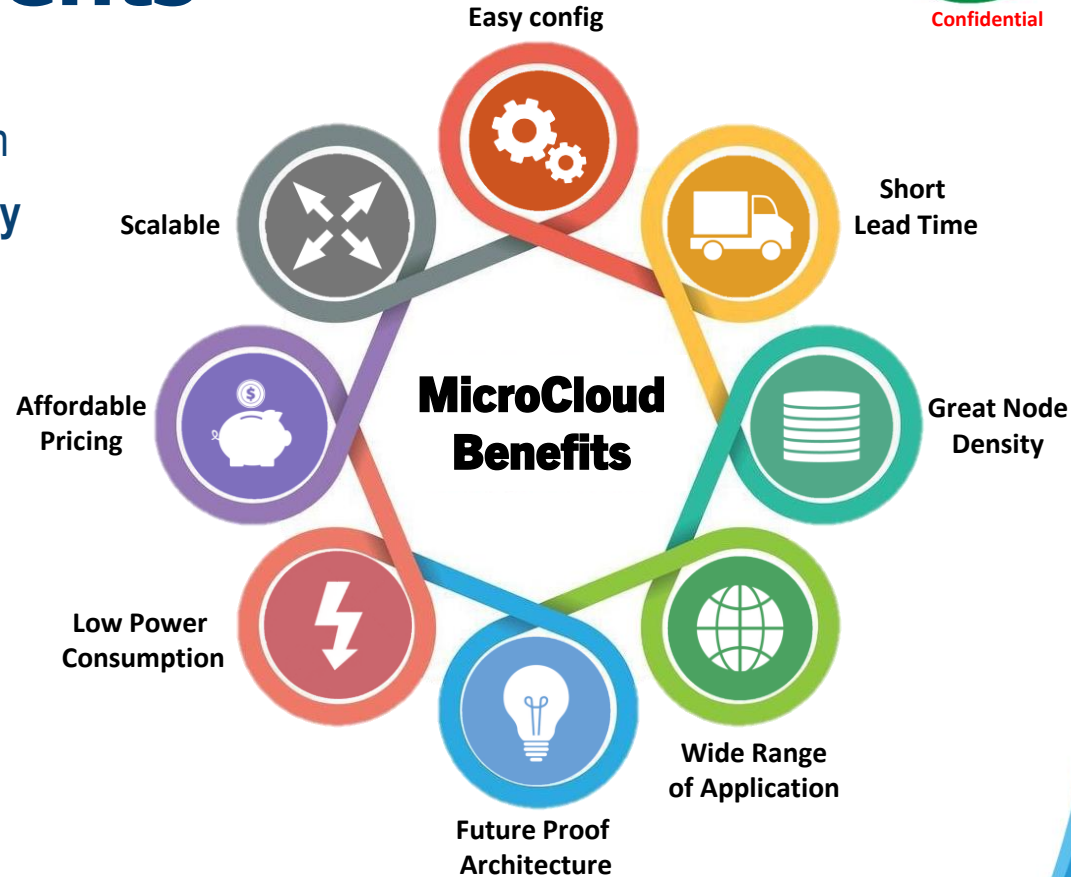 Easy config
Confidential
Short
Lead Time
Scalable
y
MicroCloud
Benefits
Affordable
Pricing
Great Node
Density
$
Low Power
Consumption
Wide Range
of Application
Future Proof
Architecture